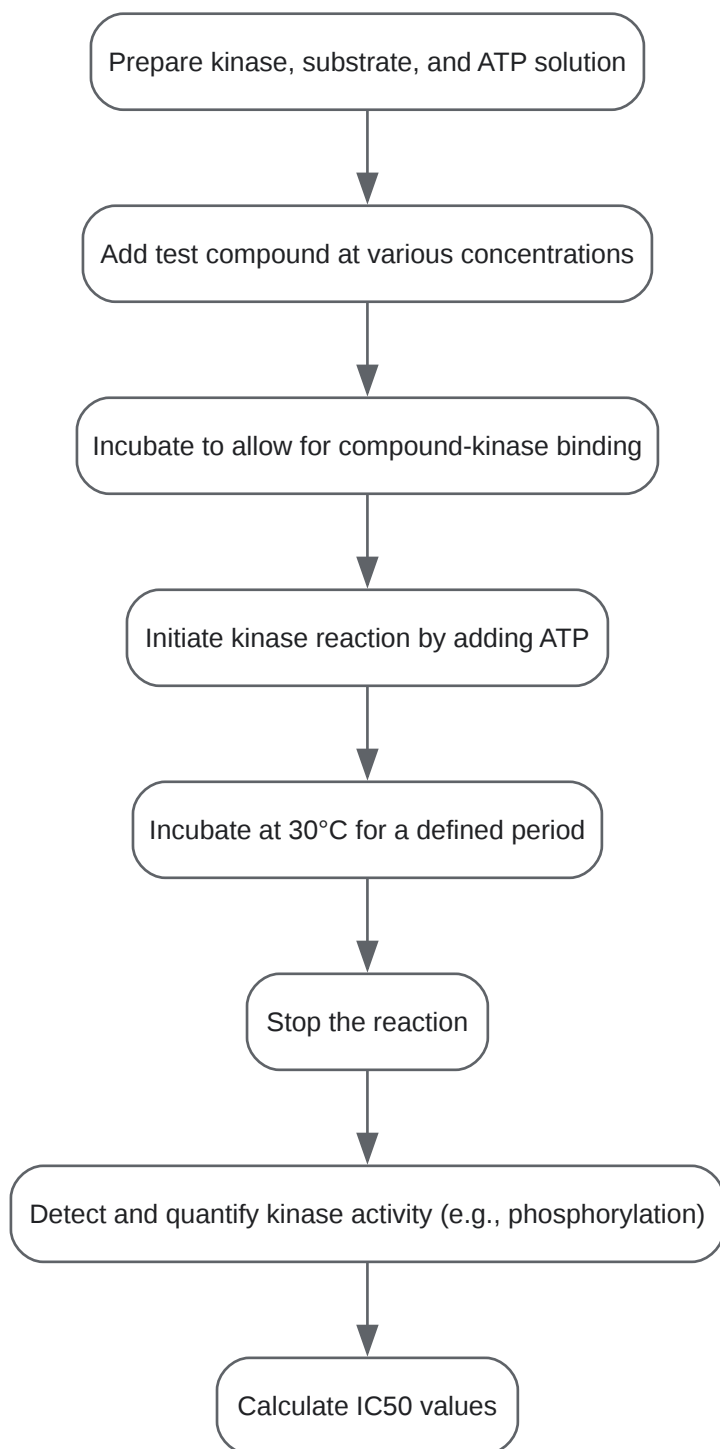 Prepare kinase, substrate, and ATP solution
Add test compound at various concentrations
Incubate to allow for compound-kinase binding
Initiate kinase reaction by adding ATP
Incubate at 30°C for a defined period
Stop the reaction
Detect and quantify kinase activity (e.g., phosphorylation)
Calculate IC50 values